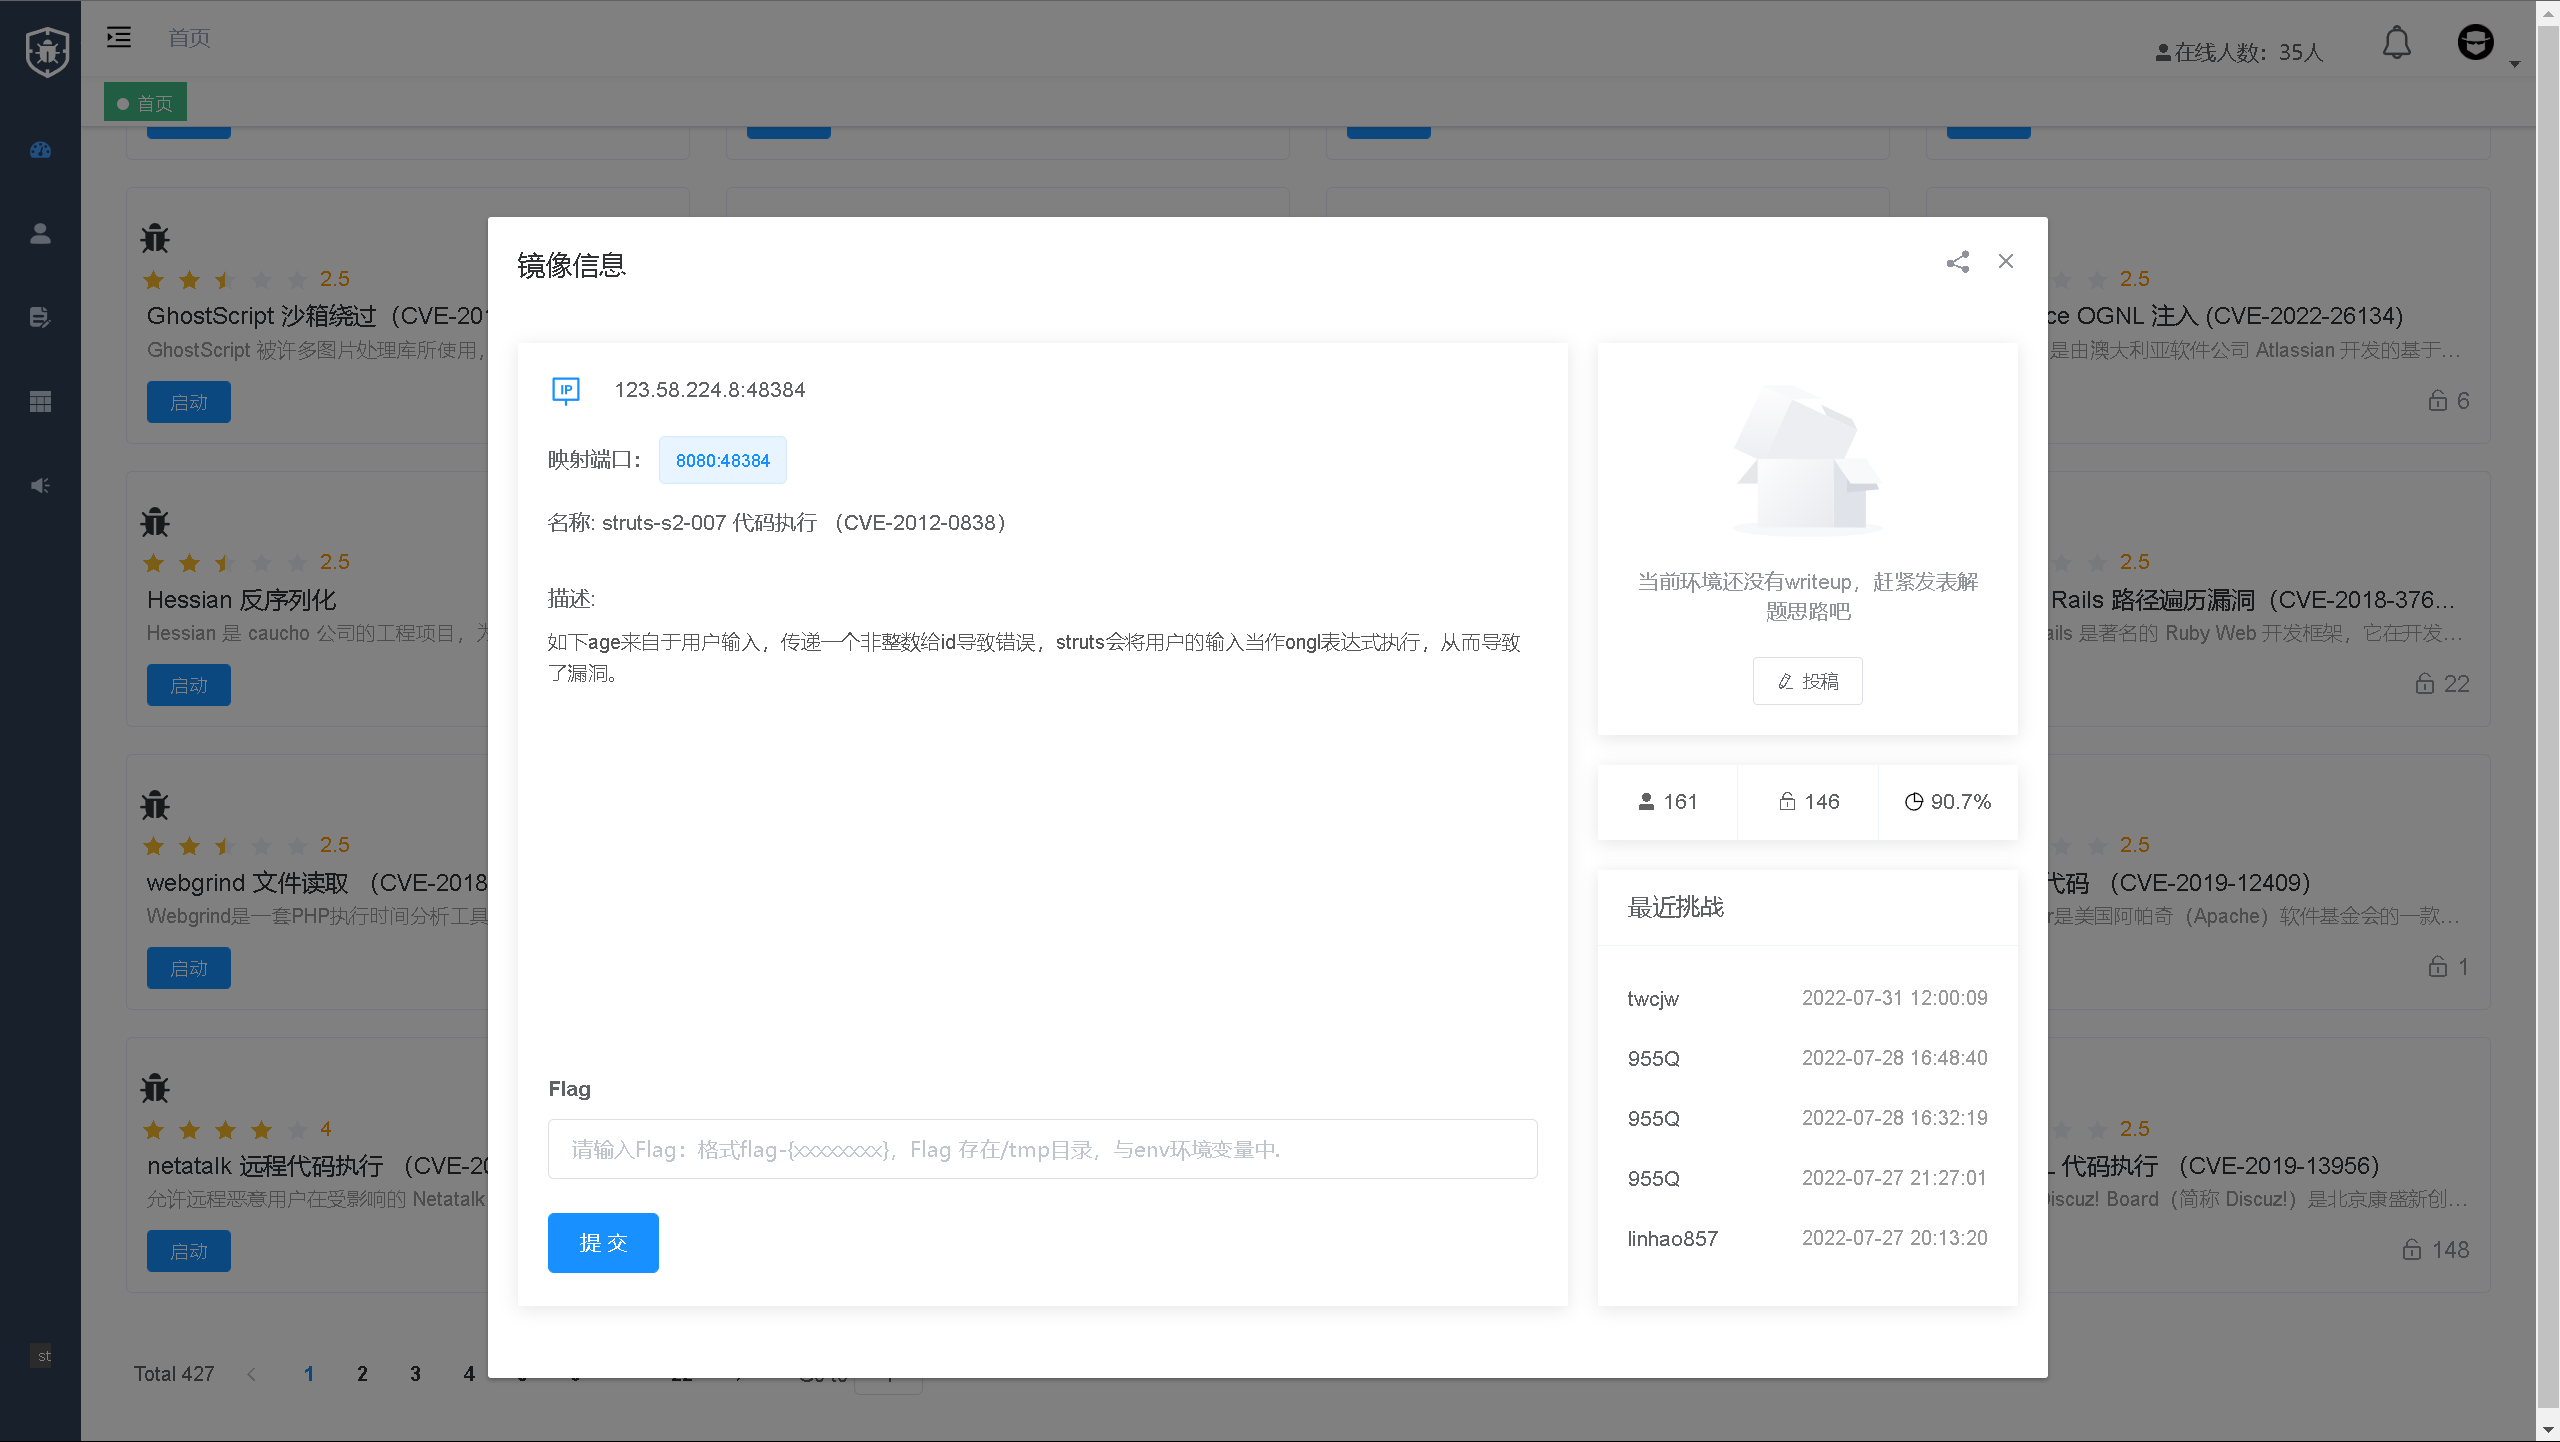 首页
在线人数：35人
首页
2.5
GhostScript 沙箱绕过（CVE-201
GhostScript 被许多图片处理库所使用，
启动
2.5
Hessian 反序列化
Hessian 是 caucho 公司的工程项目，为
启动
2.5
webgrind 文件读取 （CVE-2018
Webgrind是一套PHP执行时间分析工具
启动
4
netatalk 远程代码执行 （CVE-20
允许远程恶意用户在受影响的 Netatalk
启动
st
Total 427
1 2 3 4
镜像信息
IP
123.58.224.8:48384
映射端口：
8080:48384
名称: struts-s2-007 代码执行 （CVE-2012-0838）
描述:
如下age来自于用户输入，传递一个非整数给id导致错误，struts会将用户的输入当作ongl表达式执行，从而导致
了漏洞。
Flag
请输入Flag：格式flag-{xxxxxxxx}，Flag 存在/tmp目录，与env环境变量中.
提 交
当前环境还没有writeup，赶紧发表解
题思路吧
投稿
161
146
90.7%
最近挑战
twcjw 2022-07-31 12:00:09
955Q 2022-07-28 16:48:40
955Q 2022-07-28 16:32:19
955Q 2022-07-27 21:27:01
linhao857 2022-07-27 20:13:20
2.5
ce OGNL 注入 (CVE-2022-26134)
是由澳大利亚软件公司 Atlassian 开发的基于...
6
2.5
Rails 路径遍历漏洞（CVE-2018-376...
ails 是著名的 Ruby Web 开发框架，它在开发...
22
2.5
代码 （CVE-2019-12409）
r是美国阿帕奇（Apache）软件基金会的一款...
1
2.5
代码执行 （CVE-2019-13956）
iscuz! Board（简称 Discuz!）是北京康盛新创...
148